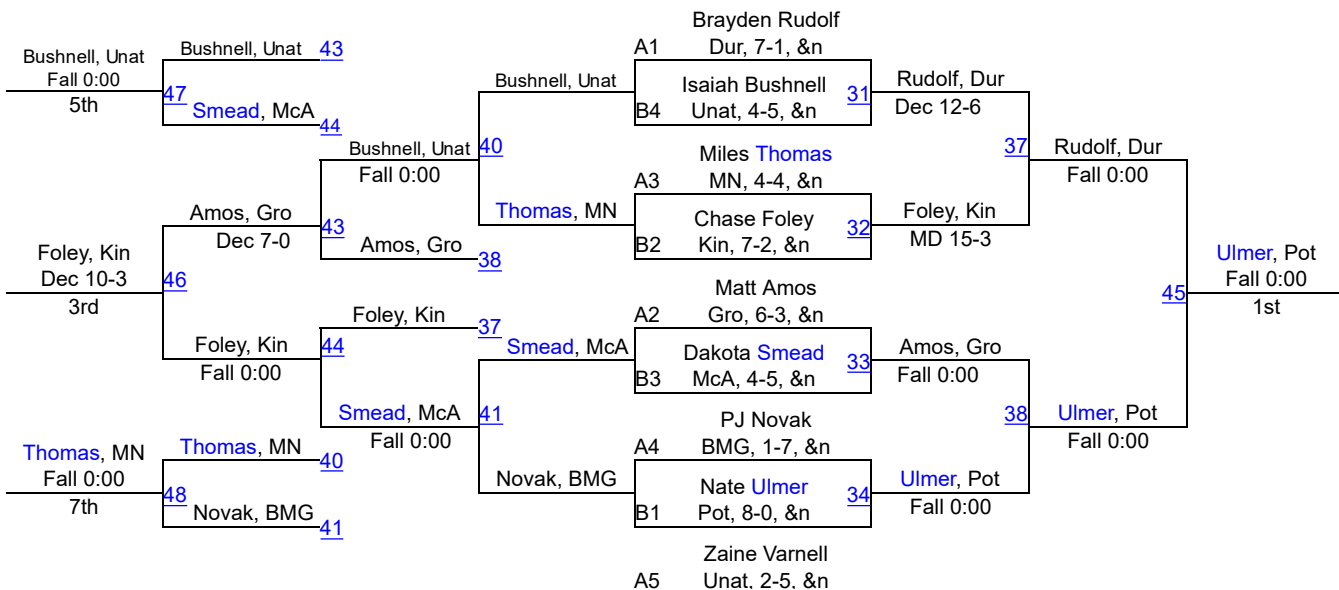 Brayden Rudolf
A1 Dur, 7-1, &n
Bushnell, Unat Bushnell, Unat 43
Fall 0:00
Bushnell, Unat Isaiah Bushnell 31 Rudolf, Dur
47 B4 Unat, 4-5, &n Dec 12-6
5th Smead, McA 44
Bushnell, Unat 40 Miles Thomas 37 Rudolf, Dur
Fall 0:00 A3 MN, 4-4, &n Fall 0:00
Amos, Gro 43 Thomas, MN Chase Foley 32 Foley, Kin
Dec 7-0 Amos, Gro 38 B2 Kin, 7-2, &n MD 15-3
Foley, Kin Ulmer, Pot
Dec 10-3 46 Matt Amos 45 Fall 0:00
3rd A2 Gro, 6-3, &n 1st
Foley, Kin 37
Foley, Kin 44 Smead, McA Dakota Smead 33 Amos, Gro
Fall 0:00 B3 McA, 4-5, &n Fall 0:00
Smead, McA 41 PJ Novak 38 Ulmer, Pot
Fall 0:00 A4 BMG, 1-7, &n Fall 0:00
Thomas, MN Thomas, MN 40
Fall 0:00 48 Novak, BMG Nate Ulmer 34 Ulmer, Pot
7th Novak, BMG 41 B1 Pot, 8-0, &n Fall 0:00
Zaine Varnell
A5 Unat, 2-5, &n